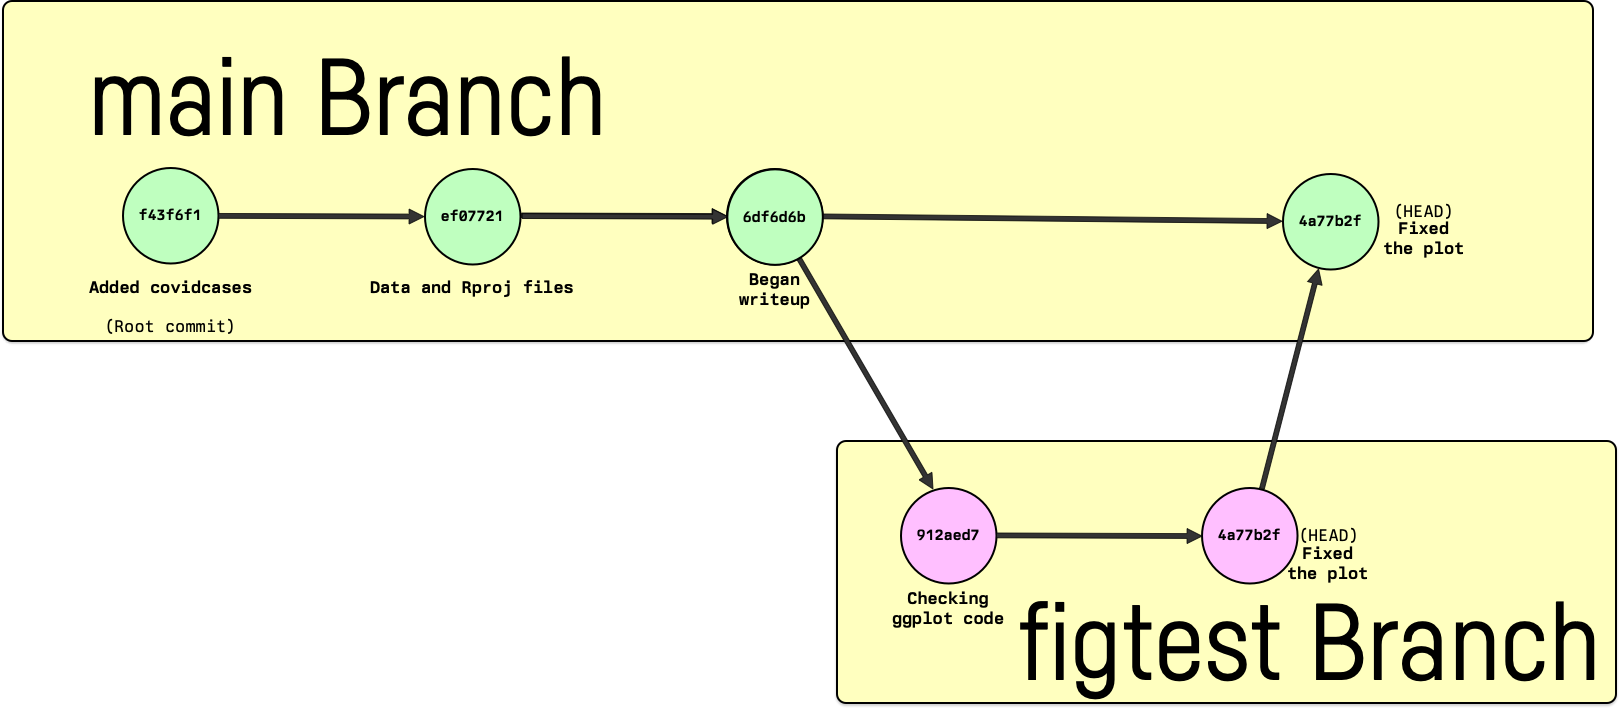 main Branch
f43f6f1
ef07721
6df6d6b
4a77b2f
(HEAD)
Fixed
the plot
Added covidcases
(Root commit)
Data and Rproj files
Began
writeup
912aed7
4a77b2f
(HEAD)
Fixed
the plot
Checking
ggplot code
figtest Branch